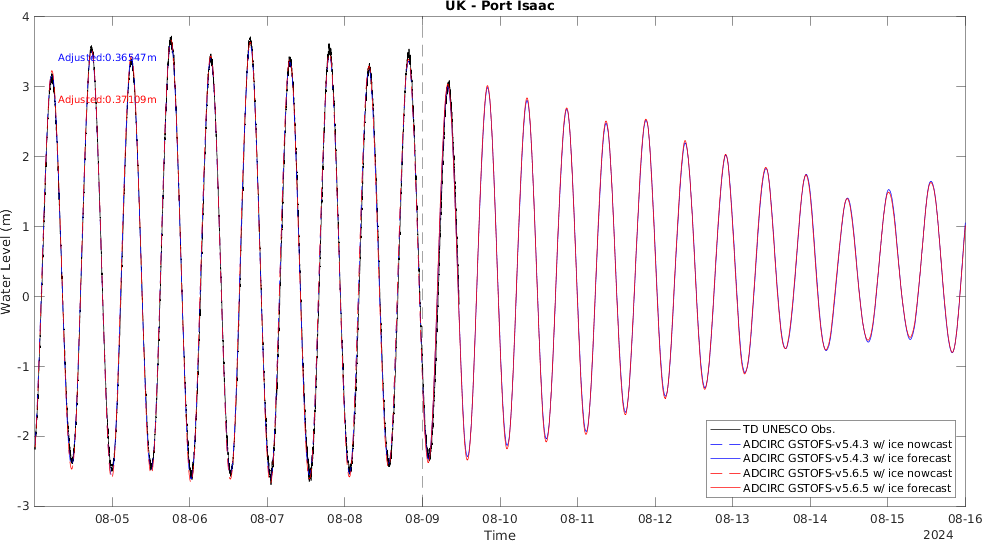 UK - Port Isaac
4
3
2
1
0
-1
-2
-3
Water Level (m)
Adjusted:0.36547m
Adjusted:0.37109m
TD UNESCO Obs.
ADCIRC GSTOFS-v5.4.3 w/ ice nowcast
ADCIRC GSTOFS-v5.4.3 w/ ice forecast
ADCIRC GSTOFS-v5.6.5 w/ ice nowcast
ADCIRC GSTOFS-v5.6.5 w/ ice forecast
08-05 08-06 08-07 08-08 08-09 08-10 08-11 08-12 08-13 08-14 08-15 08-16
Time
2024